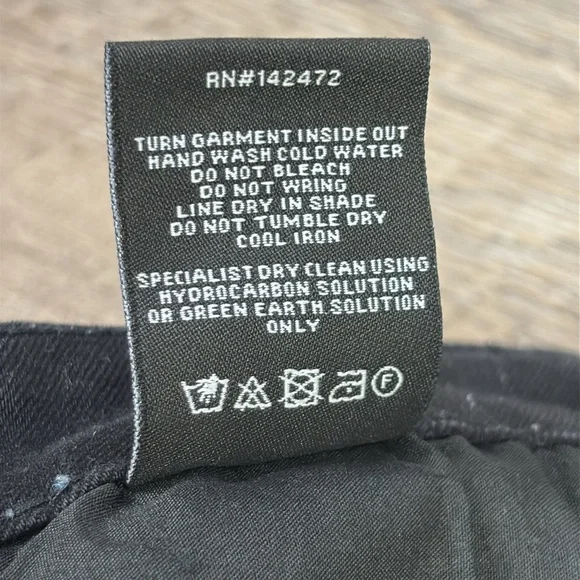 RN#142472
TURN GARMENT INSIDE OUT
HAND WASH COLD WATER
DO NOT BLEACH
DO NOT WRING
LINE DRY IN SHADE
DO NOT TUMBLE DRY
COOL IRON
SPECIALIST DRY CLEAN USING
HYDROCARBON SOLUTION
OR GREEN EARTH SOLUTION
ONLY
F